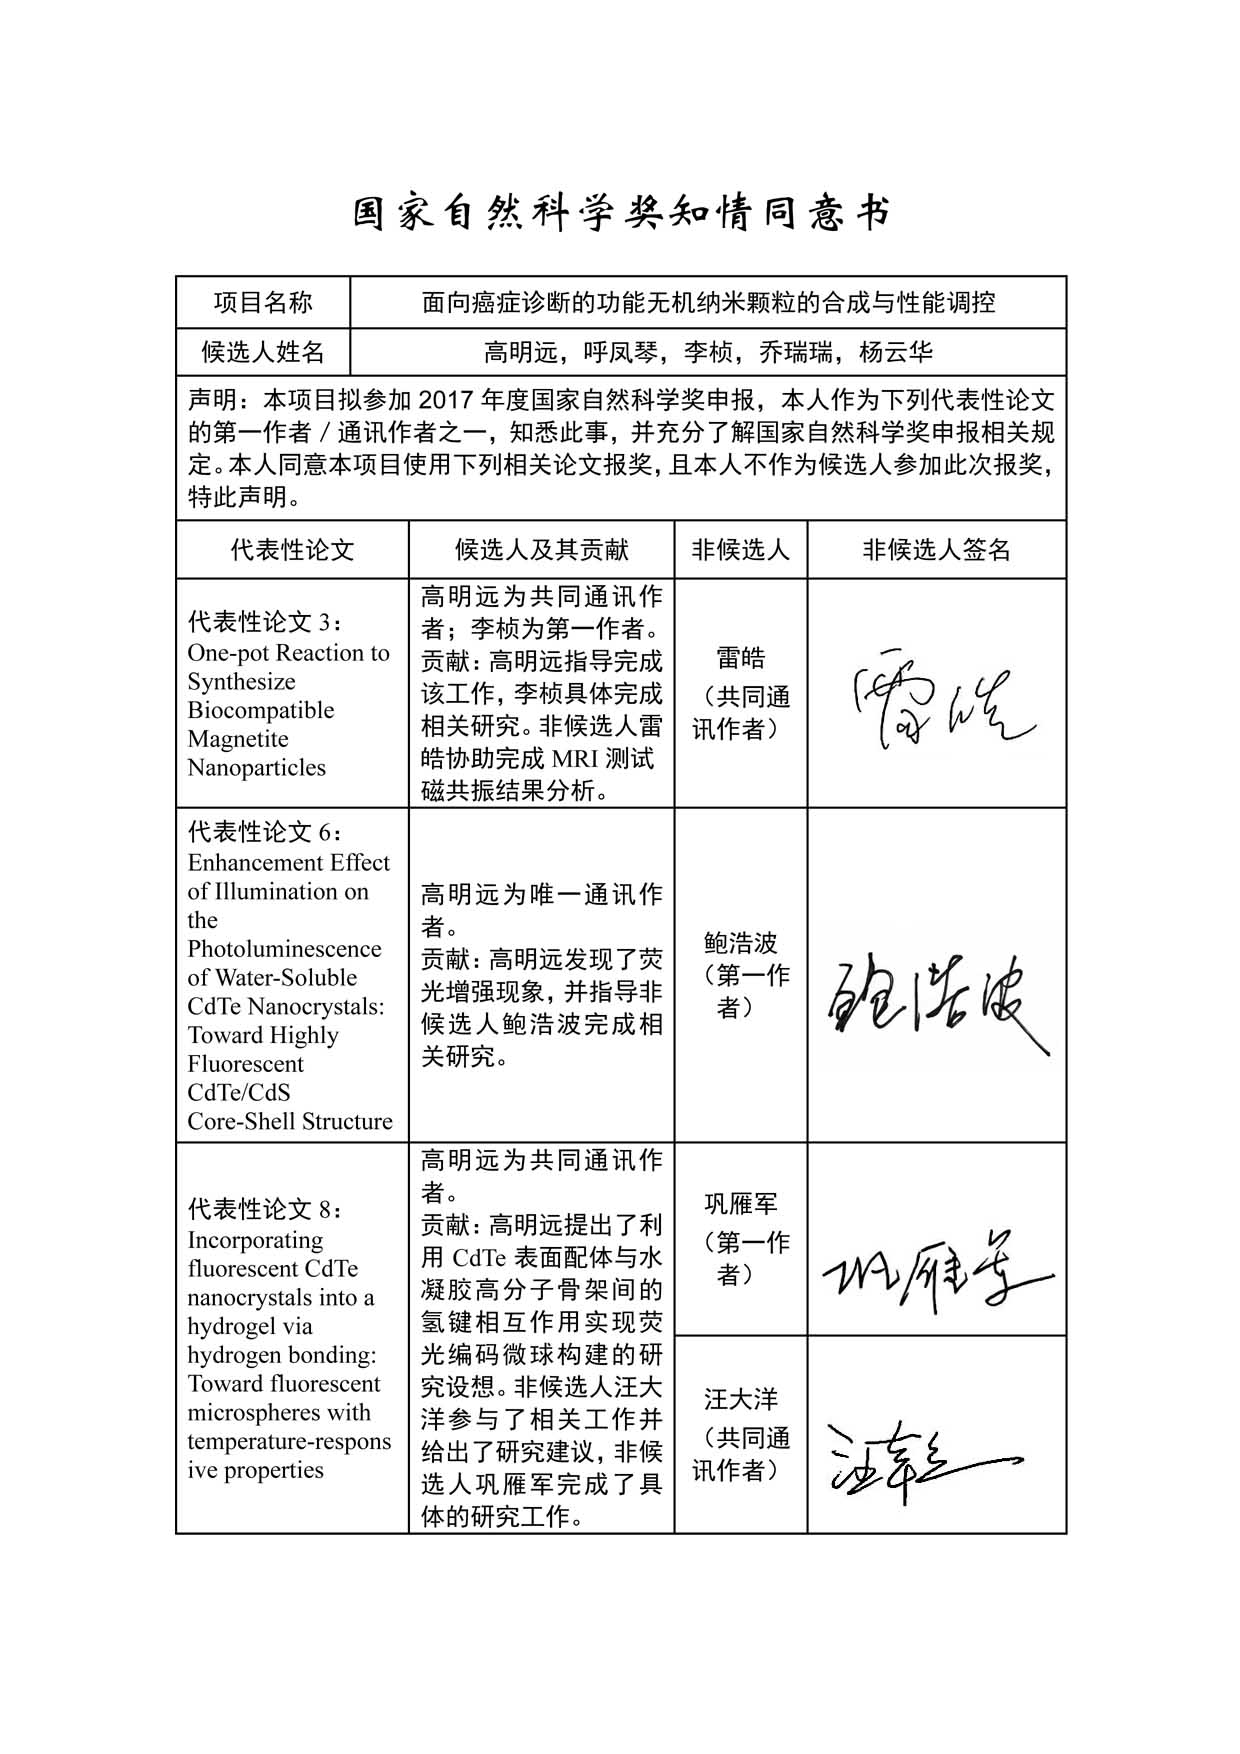 国家自然科学奖知情同意书
项目名称
面向癌症诊断的功能无机纳米颗粒的合成与性能调控
候选人姓名
高明远，呼凤琴，李桢，乔瑞瑞，杨云华
声明：本项目拟参加 2017 年度国家自然科学奖申报，本人作为下列代表性论文
的第一作者 / 通讯作者之一，知悉此事，并充分了解国家自然科学奖申报相关规
定。本人同意本项目使用下列相关论文报奖，且本人不作为候选人参加此次报奖，
特此声明。
代表性论文
候选人及其贡献
非候选人
非候选人签名
代表性论文 3：
One-pot Reaction to
Synthesize
Biocompatible
Magnetite
Nanoparticles
高明远为共同通讯作
者；李桢为第一作者。
贡献：高明远指导完成
该工作，李桢具体完成
相关研究。非候选人雷
皓协助完成 MRI 测试
磁共振结果分析。
雷皓
（共同通
讯作者）
雷皓
代表性论文 6：
Enhancement Effect
of Illumination on
the
Photoluminescence
of Water-Soluble
CdTe Nanocrystals:
Toward Highly
Fluorescent
CdTe/CdS
Core-Shell Structure
高明远为唯一通讯作
者。
贡献：高明远发现了荧
光增强现象，并指导非
候选人鲍浩波完成相
关研究。
鲍浩波
（第一作
者）
鲍浩波
代表性论文 8：
Incorporating
fluorescent CdTe
nanocrystals into a
hydrogel via
hydrogen bonding:
Toward fluorescent
microspheres with
temperature-respons
ive properties
高明远为共同通讯作
者。
贡献：高明远提出了利
用 CdTe 表面配体与水
凝胶高分子骨架间的
氢键相互作用实现荧
光编码微球构建的研
究设想。非候选人汪大
洋参与了相关工作并
给出了研究建议，非候
选人巩雁军完成了具
体的研究工作。
巩雁军
（第一作
者）
巩雁军
汪大洋
（共同通
讯作者）